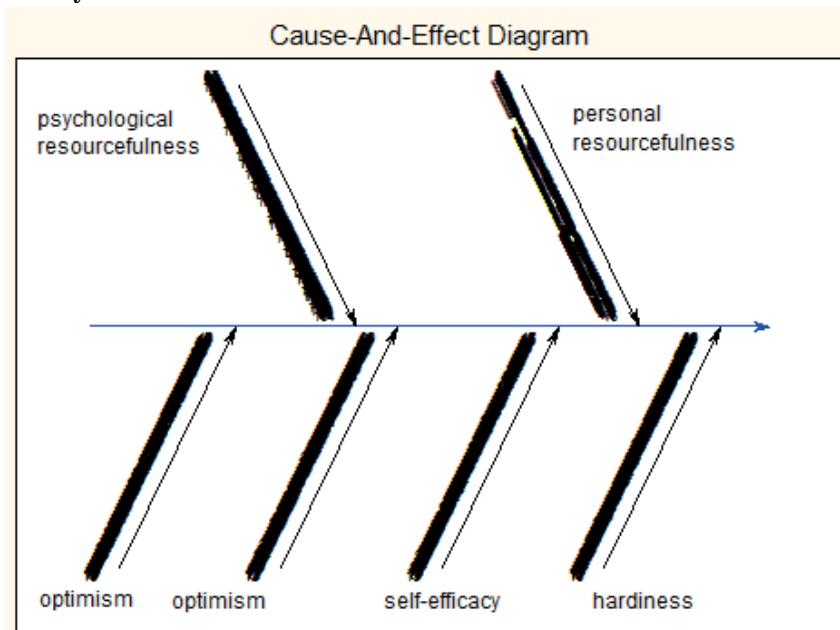 Cause-And-Effect Diagram
psychological
resourcefulness
personal
resourcefulness
optimism
optimism
self-efficacy
hardiness